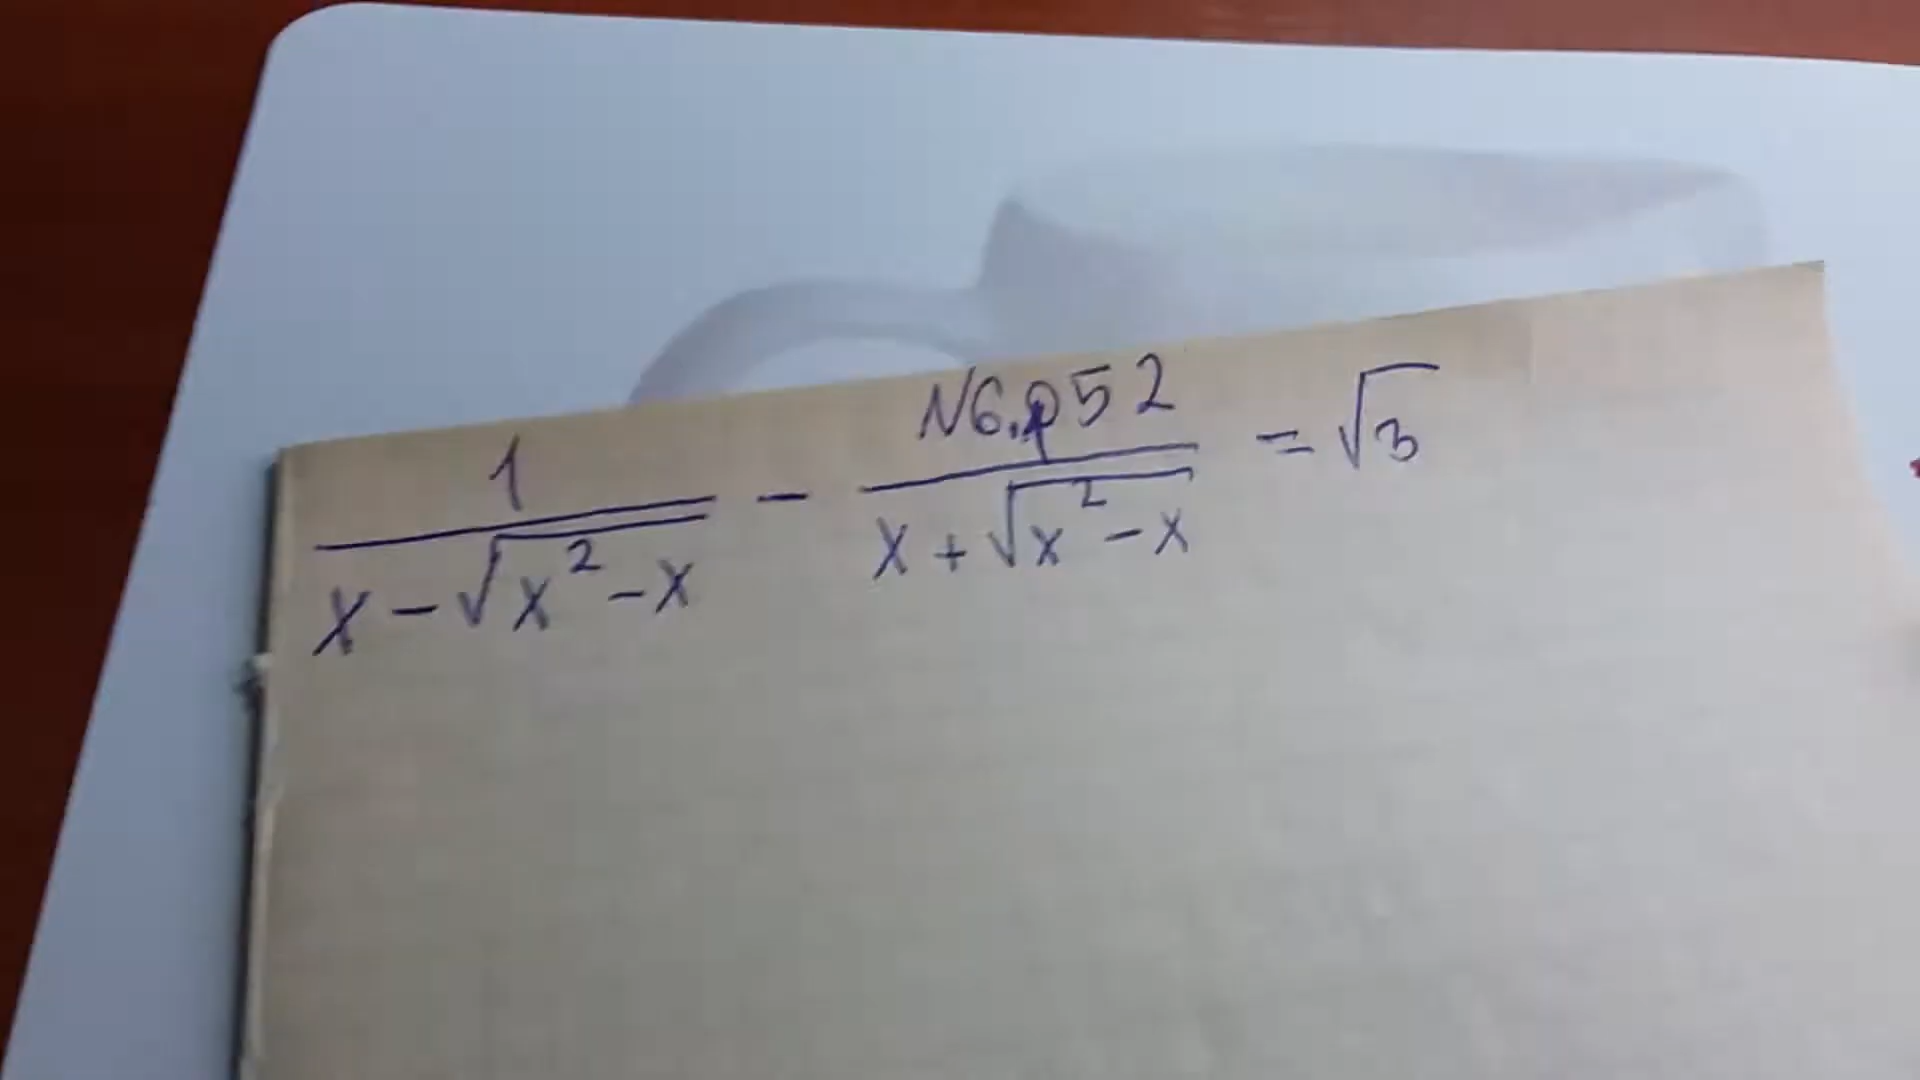 N6.052
1/(x-√(x²-x)) - 1/(x+√(x²-x)) = √3